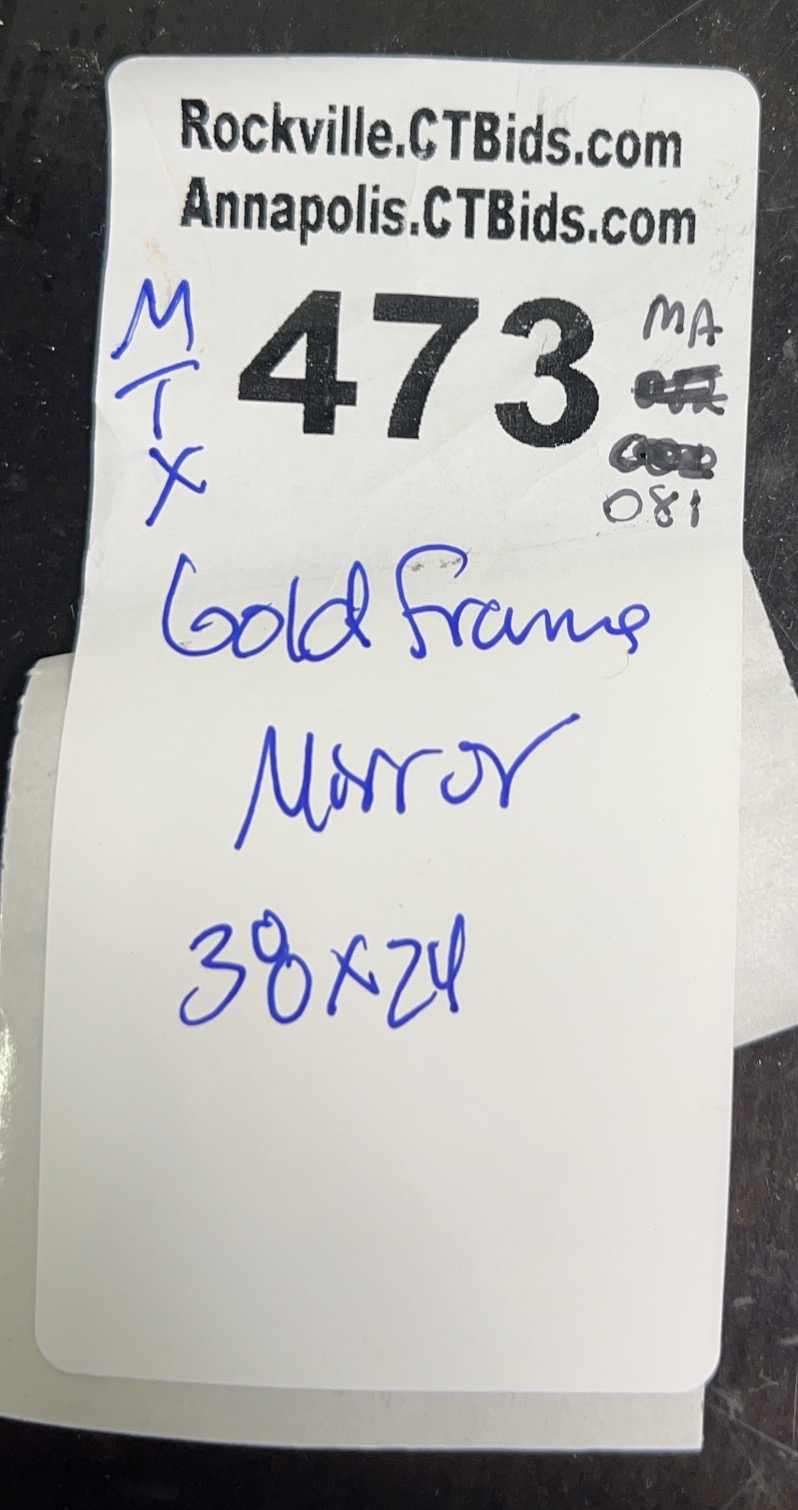 Rockville.CTBids.com
Annapolis.CTBids.com
M
T
X
473
MA
081
Gold Frame
Mirror
38x24